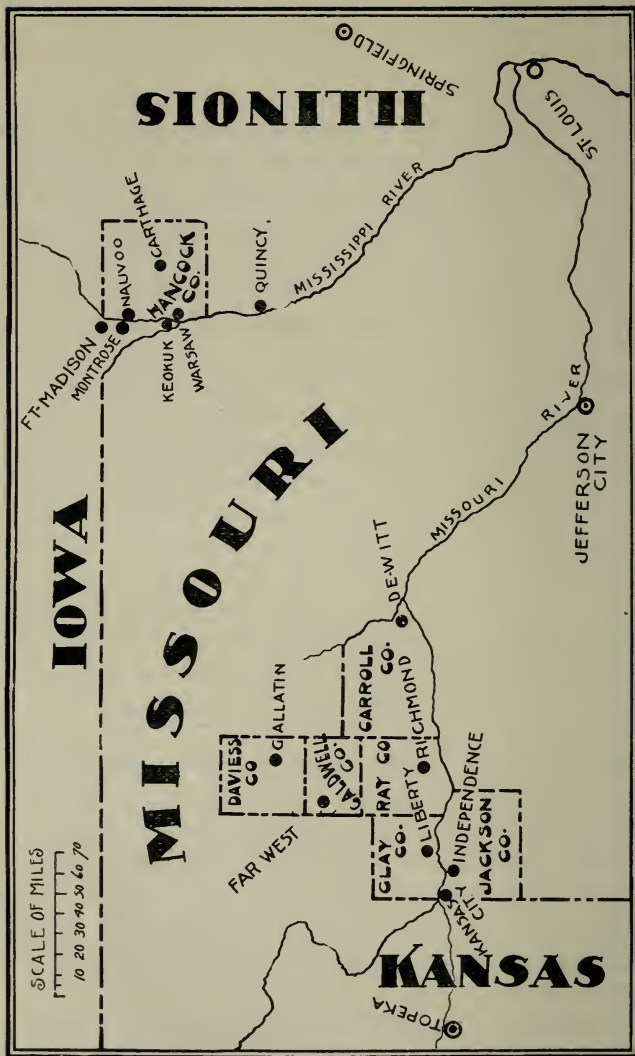 SCALE OF MILES
10 20 30 40 50 60 70
IOWA
ILLINOIS
MISSOURI
KANSAS
SPRINGFIELD
ST. LOUIS
MISSISSIPPI RIVER
QUINCY.
FT. MADISON
MONTROSE
NAUVOO
CARTHAGE
HANCOCK
CO.
KEOKUK
WARSAW
MISSOURI RIVER
JEFFERSON
CITY
DE WITT
GALLATIN
DAVIESS
CO
CALDWELL
CO.
FAR WEST
CARROLL
CO.
RAY CO
RICHMOND
CLAY
CO.
LIBERTY
INDEPENDENCE
JACKSON
CO.
KANSAS
CITY
TOPEKA